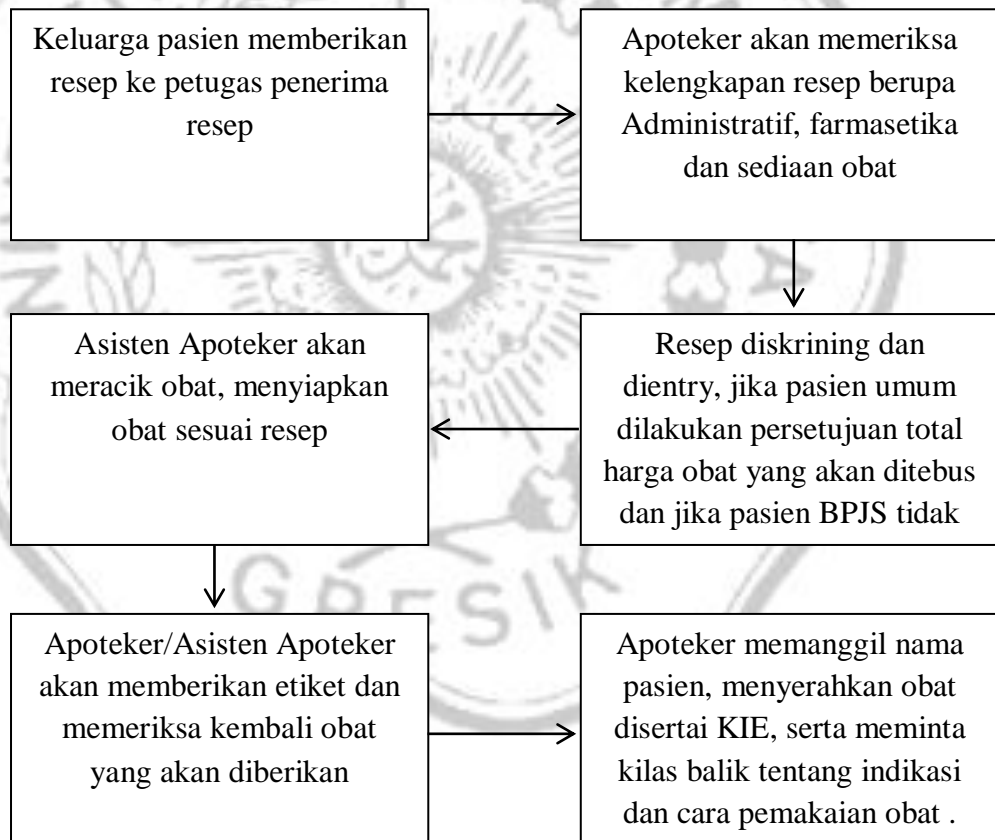 Keluarga pasien memberikan
resep ke petugas penerima
resep
Apoteker akan memeriksa
kelengkapan resep berupa
Administratif, farmasetika
dan sediaan obat
Resep diskrining dan
dientry, jika pasien umum
dilakukan persetujuan total
harga obat yang akan ditebus
dan jika pasien BPJS tidak
Asisten Apoteker akan
meracik obat, menyiapkan
obat sesuai resep
Apoteker/Asisten Apoteker
akan memberikan etiket dan
memeriksa kembali obat
yang akan diberikan
Apoteker memanggil nama
pasien, menyerahkan obat
disertai KIE, serta meminta
kilas balik tentang indikasi
dan cara pemakaian obat .
GRESIK